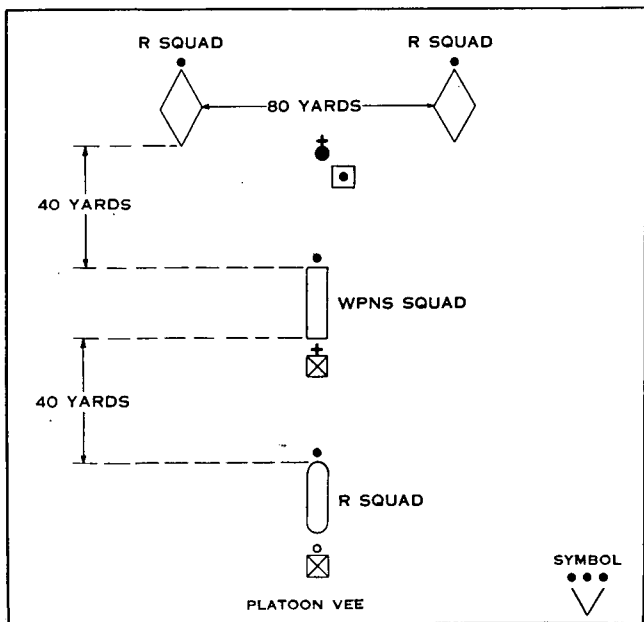 R SQUAD
R SQUAD
80 YARDS
40 YARDS
WPNS SQUAD
40 YARDS
R SQUAD
SYMBOL
PLATOON VEE